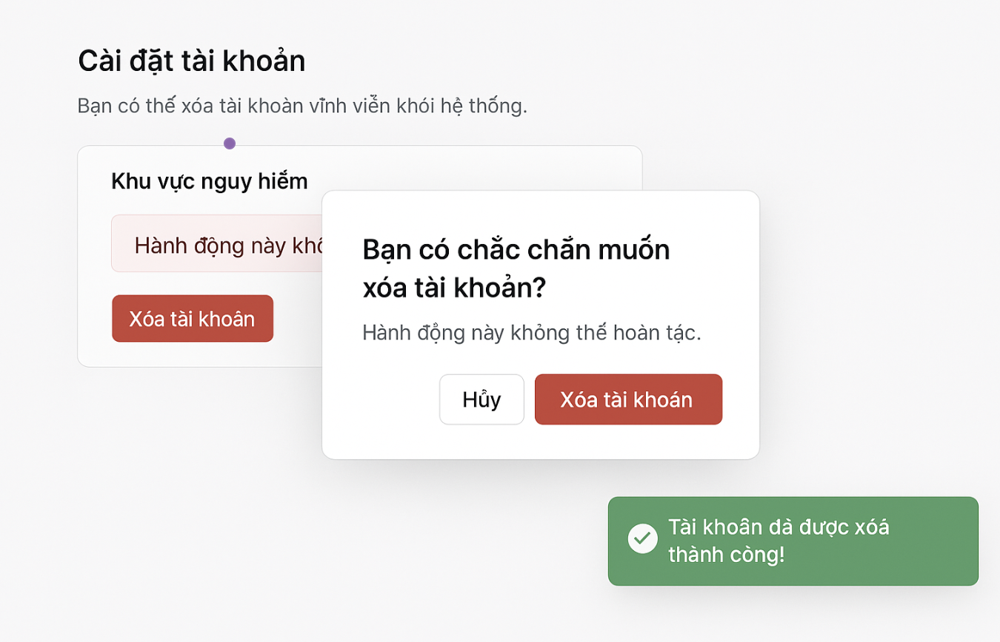 Cài đặt tài khoản
Bạn có thế xóa tài khoàn vĩnh viễn khói hệ thống.
Khu vực nguy hiếm
Hành động này khô
Xóa tài khoân
Bạn có chắc chắn muốn
xóa tài khoản?
Hành động này khỏng thế hoàn tác.
Hủy
Xóa tài khoán
Tài khoân dà được xóá
thành còng!